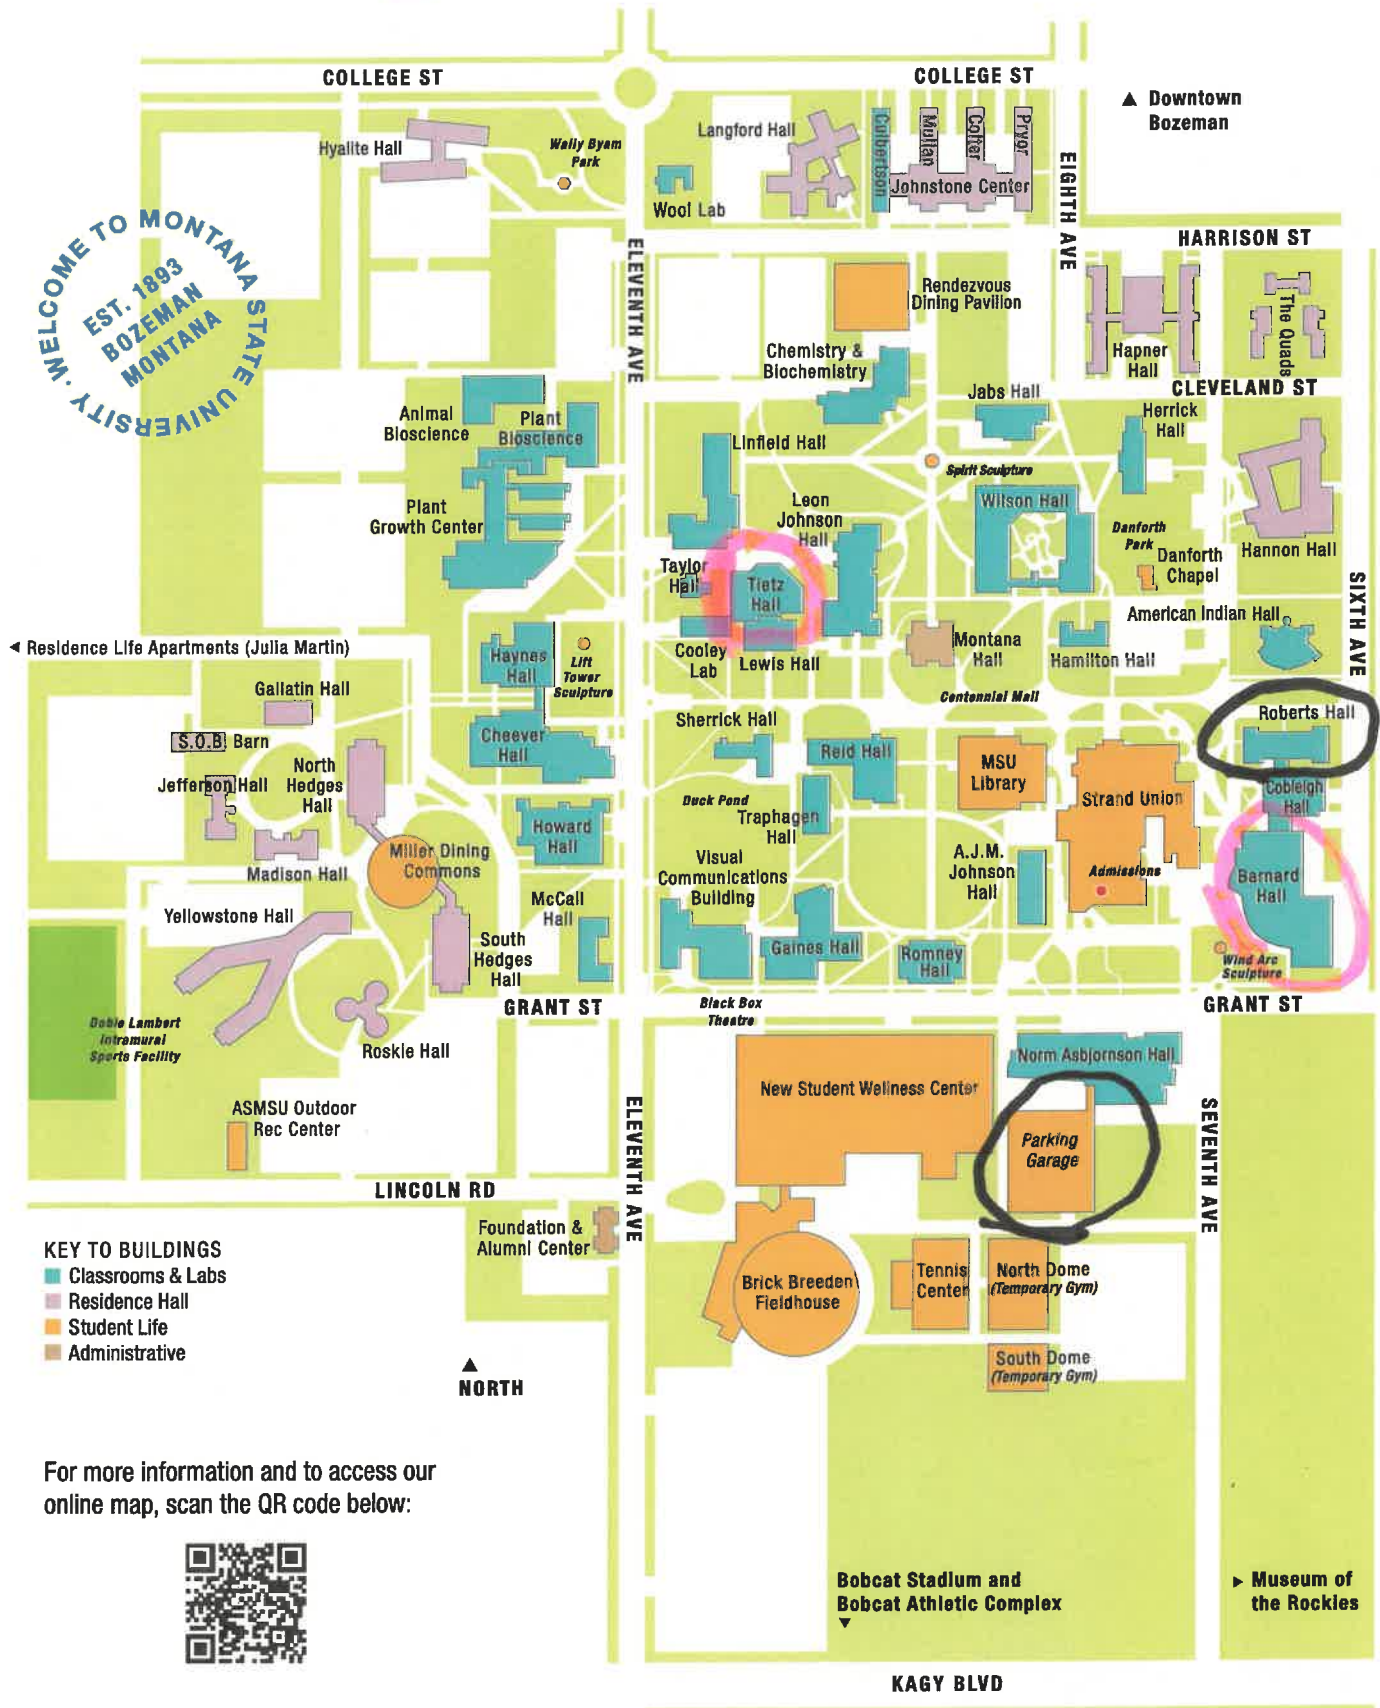 COLLEGE ST
COLLEGE ST
▲ Downtown
Bozeman
Hyalite Hall
Wally Byam
Park
Langford Hall
Culbertson
Mullan
Colter
Pryor
Johnstone Center
Wool Lab
EIGHTH AVE
HARRISON ST
WELCOME TO MONTANA STATE UNIVERSITY ·
EST. 1893
BOZEMAN
MONTANA
ELEVENTH AVE
Rendezvous
Dining Pavilion
Hapner
Hall
The Quads
Chemistry &
Biochemistry
CLEVELAND ST
Jabs Hall
Herrick
Hall
Animal
Bioscience
Plant
Bioscience
Linfield Hall
Spirit Sculpture
Wilson Hall
Plant
Growth Center
Leon
Johnson
Hall
Danforth
Park
Danforth
Chapel
Hannon Hall
Taylor
Hall
Tietz
Hall
SIXTH AVE
American Indian Hall
◄ Residence Life Apartments (Julia Martin)
Haynes
Hall
Lift
Tower
Sculpture
Cooley
Lab
Lewis Hall
Montana
Hall
Hamilton Hall
Gallatin Hall
Centennial Mall
Sherrick Hall
Roberts Hall
S.O.B. Barn
Cheever
Hall
Reid Hall
MSU
Library
Strand Union
Jefferson Hall
North
Hedges
Hall
Cobleigh
Hall
Duck Pond
Traphagen
Hall
Howard
Hall
Madison Hall
Miller Dining
Commons
Visual
Communications
Building
A.J.M.
Johnson
Hall
Admissions
Barnard
Hall
Yellowstone Hall
McCall
Hall
South
Hedges
Hall
Gaines Hall
Romney
Hall
Wind Arc
Sculpture
GRANT ST
Black Box
Theatre
GRANT ST
Dobie Lambert
Intramural
Sports Facility
Roskie Hall
Norm Asbjornson Hall
New Student Wellness Center
ASMSU Outdoor
Rec Center
Parking
Garage
ELEVENTH AVE
SEVENTH AVE
LINCOLN RD
Foundation &
Alumni Center
KEY TO BUILDINGS
Classrooms & Labs
Residence Hall
Student Life
Administrative
Brick Breeden
Fieldhouse
Tennis
Center
North Dome
(Temporary Gym)
South Dome
(Temporary Gym)
▲
NORTH
For more information and to access our
online map, scan the QR code below:
Bobcat Stadium and
Bobcat Athletic Complex
▼
► Museum of
the Rockies
KAGY BLVD